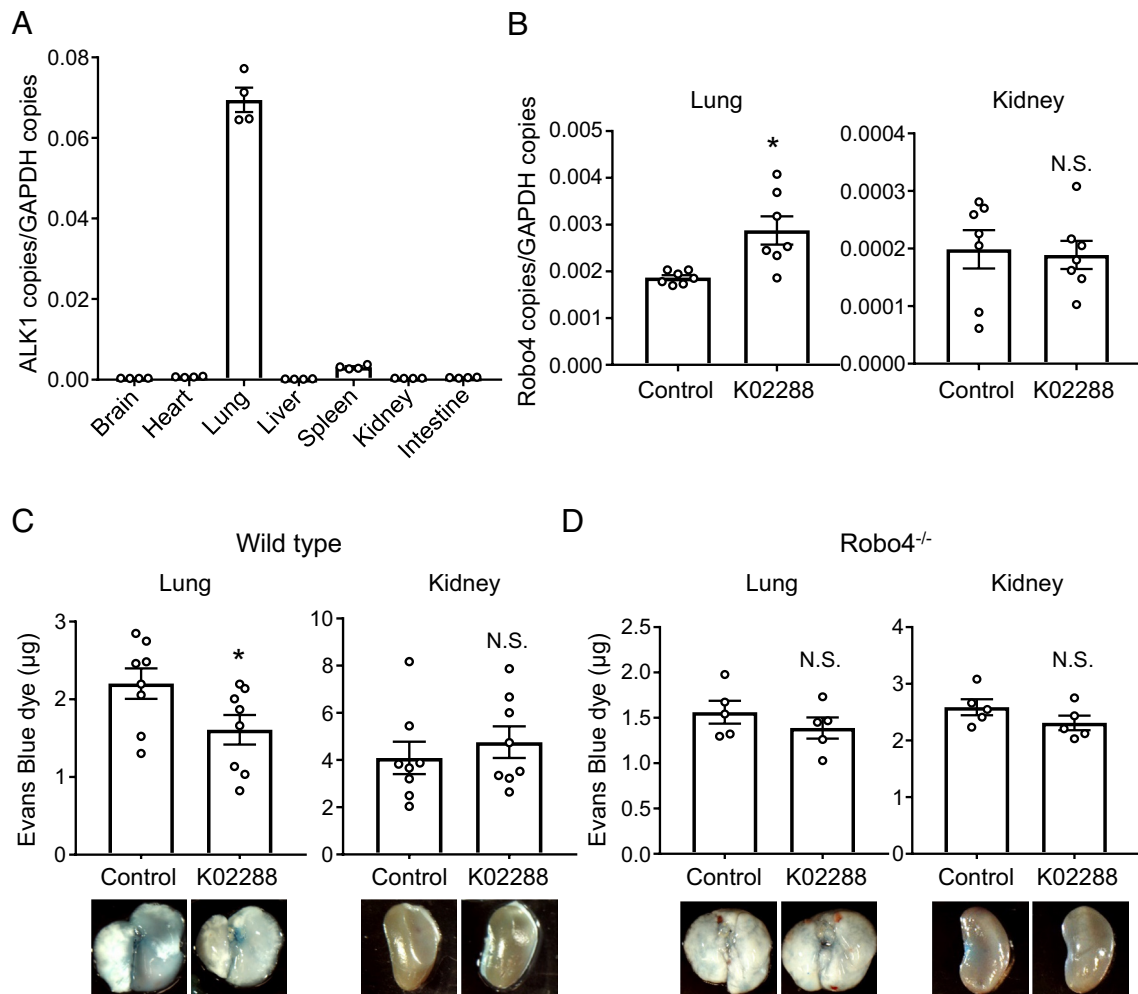 A
ALK1 copies/GAPDH copies
0.08
0.06
0.04
0.02
0.00
Brain
Heart
Lung
Liver
Spleen
Kidney
Intestine
B
Robo4 copies/GAPDH copies
Lung
0.005
0.004
0.003
0.002
0.001
0.000
*
Control K02288
Kidney
0.0004
0.0003
0.0002
0.0001
0.0000
N.S.
Control K02288
C
Wild type
Evans Blue dye (μg)
Lung
3
2
1
0
*
Control K02288
Kidney
10
8
6
4
2
0
N.S.
Control K02288
D
Robo4-/-
Evans Blue dye (μg)
Lung
2.5
2.0
1.5
1.0
0.5
0.0
N.S.
Control K02288
Kidney
4
3
2
1
0
N.S.
Control K02288